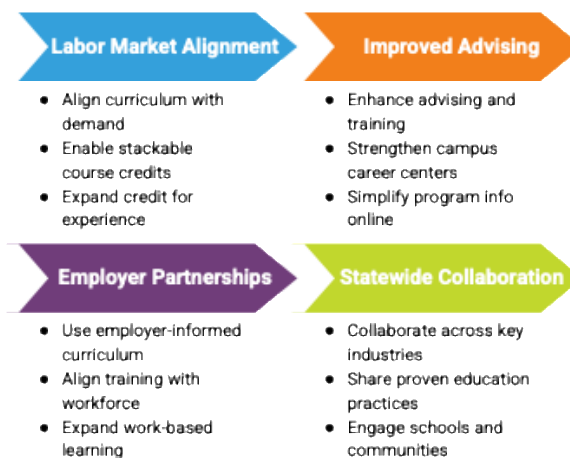 Labor Market Alignment
● Align curriculum with
demand
● Enable stackable
course credits
● Expand credit for
experience
Improved Advising
● Enhance advising and
training
● Strengthen campus
career centers
● Simplify program info
online
Employer Partnerships
● Use employer-informed
curriculum
● Align training with
workforce
● Expand work-based
learning
Statewide Collaboration
● Collaborate across key
industries
● Share proven education
practices
● Engage schools and
communities